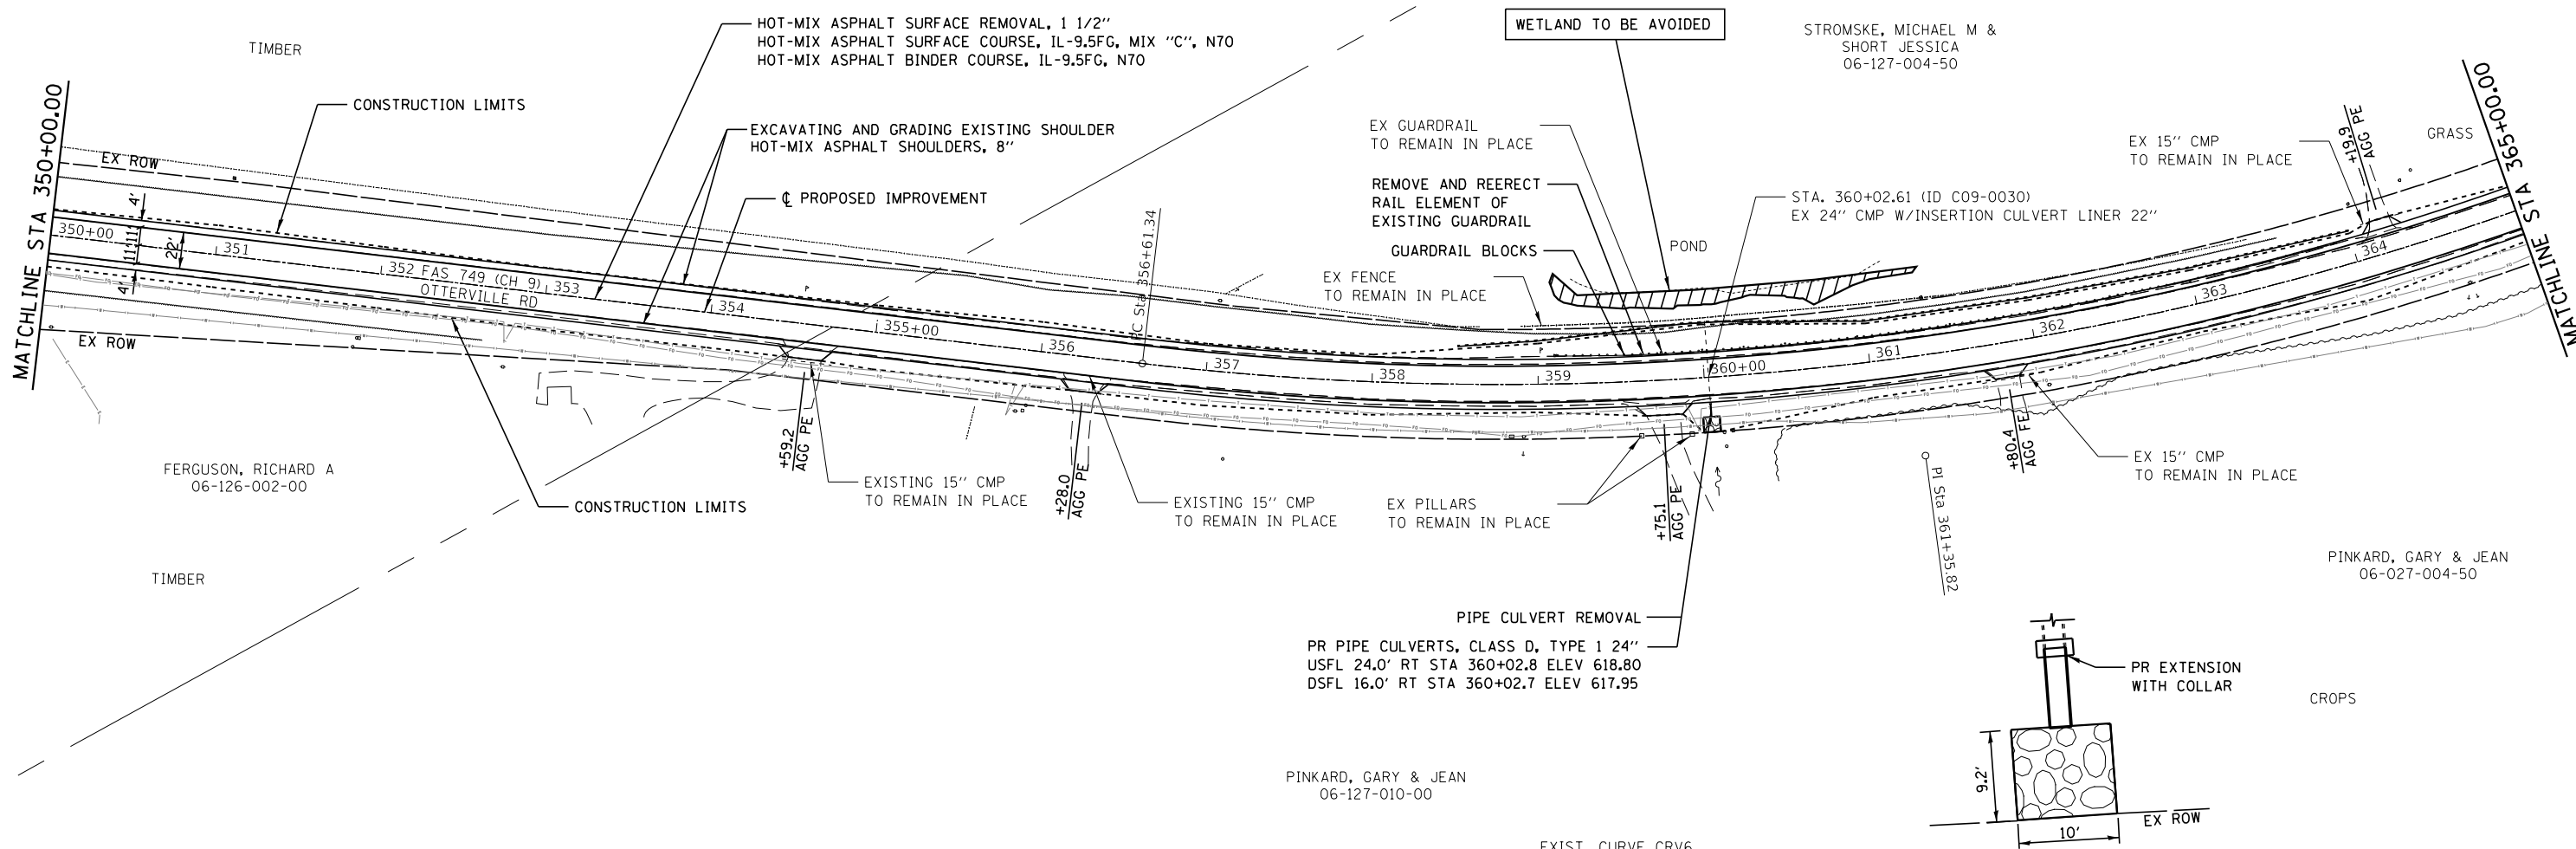 TIMBER
HOT-MIX ASPHALT SURFACE REMOVAL, 1 1/2"
HOT-MIX ASPHALT SURFACE COURSE, IL-9.5FG, MIX "C", N70
HOT-MIX ASPHALT BINDER COURSE, IL-9.5FG, N70
WETLAND TO BE AVOIDED
STROMSKE, MICHAEL M &
SHORT JESSICA
06-127-004-50
CONSTRUCTION LIMITS
EXCAVATING AND GRADING EXISTING SHOULDER
HOT-MIX ASPHALT SHOULDERS, 8"
℄ PROPOSED IMPROVEMENT
EX GUARDRAIL
TO REMAIN IN PLACE
REMOVE AND REERECT
RAIL ELEMENT OF
EXISTING GUARDRAIL
GUARDRAIL BLOCKS
EX FENCE
TO REMAIN IN PLACE
POND
STA. 360+02.61 (ID C09-0030)
EX 24" CMP W/INSERTION CULVERT LINER 22"
EX 15" CMP
TO REMAIN IN PLACE
+19.9
AGG PE
GRASS
MATCHLINE STA 350+00.00
MATCHLINE STA 365+00.00
EX ROW
EX ROW
4'
11'
11'
22'
4'
350+00
351
352
FAS 749 (CH 9)
OTTERVILLE RD
353
354
355+00
356
PC Sta 356+61.34
357
358
359
360+00
361
362
363
364
FERGUSON, RICHARD A
06-126-002-00
TIMBER
CONSTRUCTION LIMITS
+59.2
AGG PE
EXISTING 15" CMP
TO REMAIN IN PLACE
+28.0
AGG PE
EXISTING 15" CMP
TO REMAIN IN PLACE
EX PILLARS
TO REMAIN IN PLACE
+75.1
AGG PE
PI Sta 361+35.82
+80.4
AGG FE
EX 15" CMP
TO REMAIN IN PLACE
PINKARD, GARY & JEAN
06-027-004-50
PIPE CULVERT REMOVAL
PR PIPE CULVERTS, CLASS D, TYPE 1 24"
USFL 24.0' RT STA 360+02.8 ELEV 618.80
DSFL 16.0' RT STA 360+02.7 ELEV 617.95
PR EXTENSION
WITH COLLAR
CROPS
9.2'
10'
EX ROW
PINKARD, GARY & JEAN
06-127-010-00
EXIST. CURVE CRV6